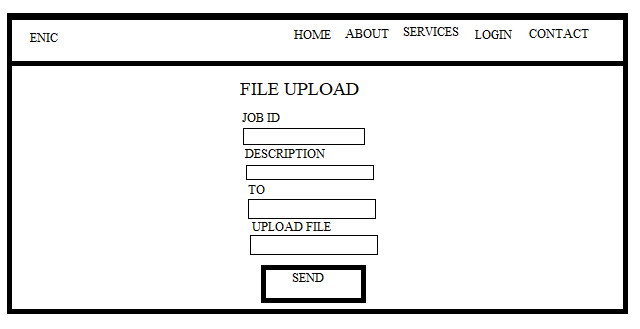 ENIC HOME ABOUT SERVICES LOGIN CONTACT
FILE UPLOAD
JOB ID
DESCRIPTION
TO
UPLOAD FILE
SEND